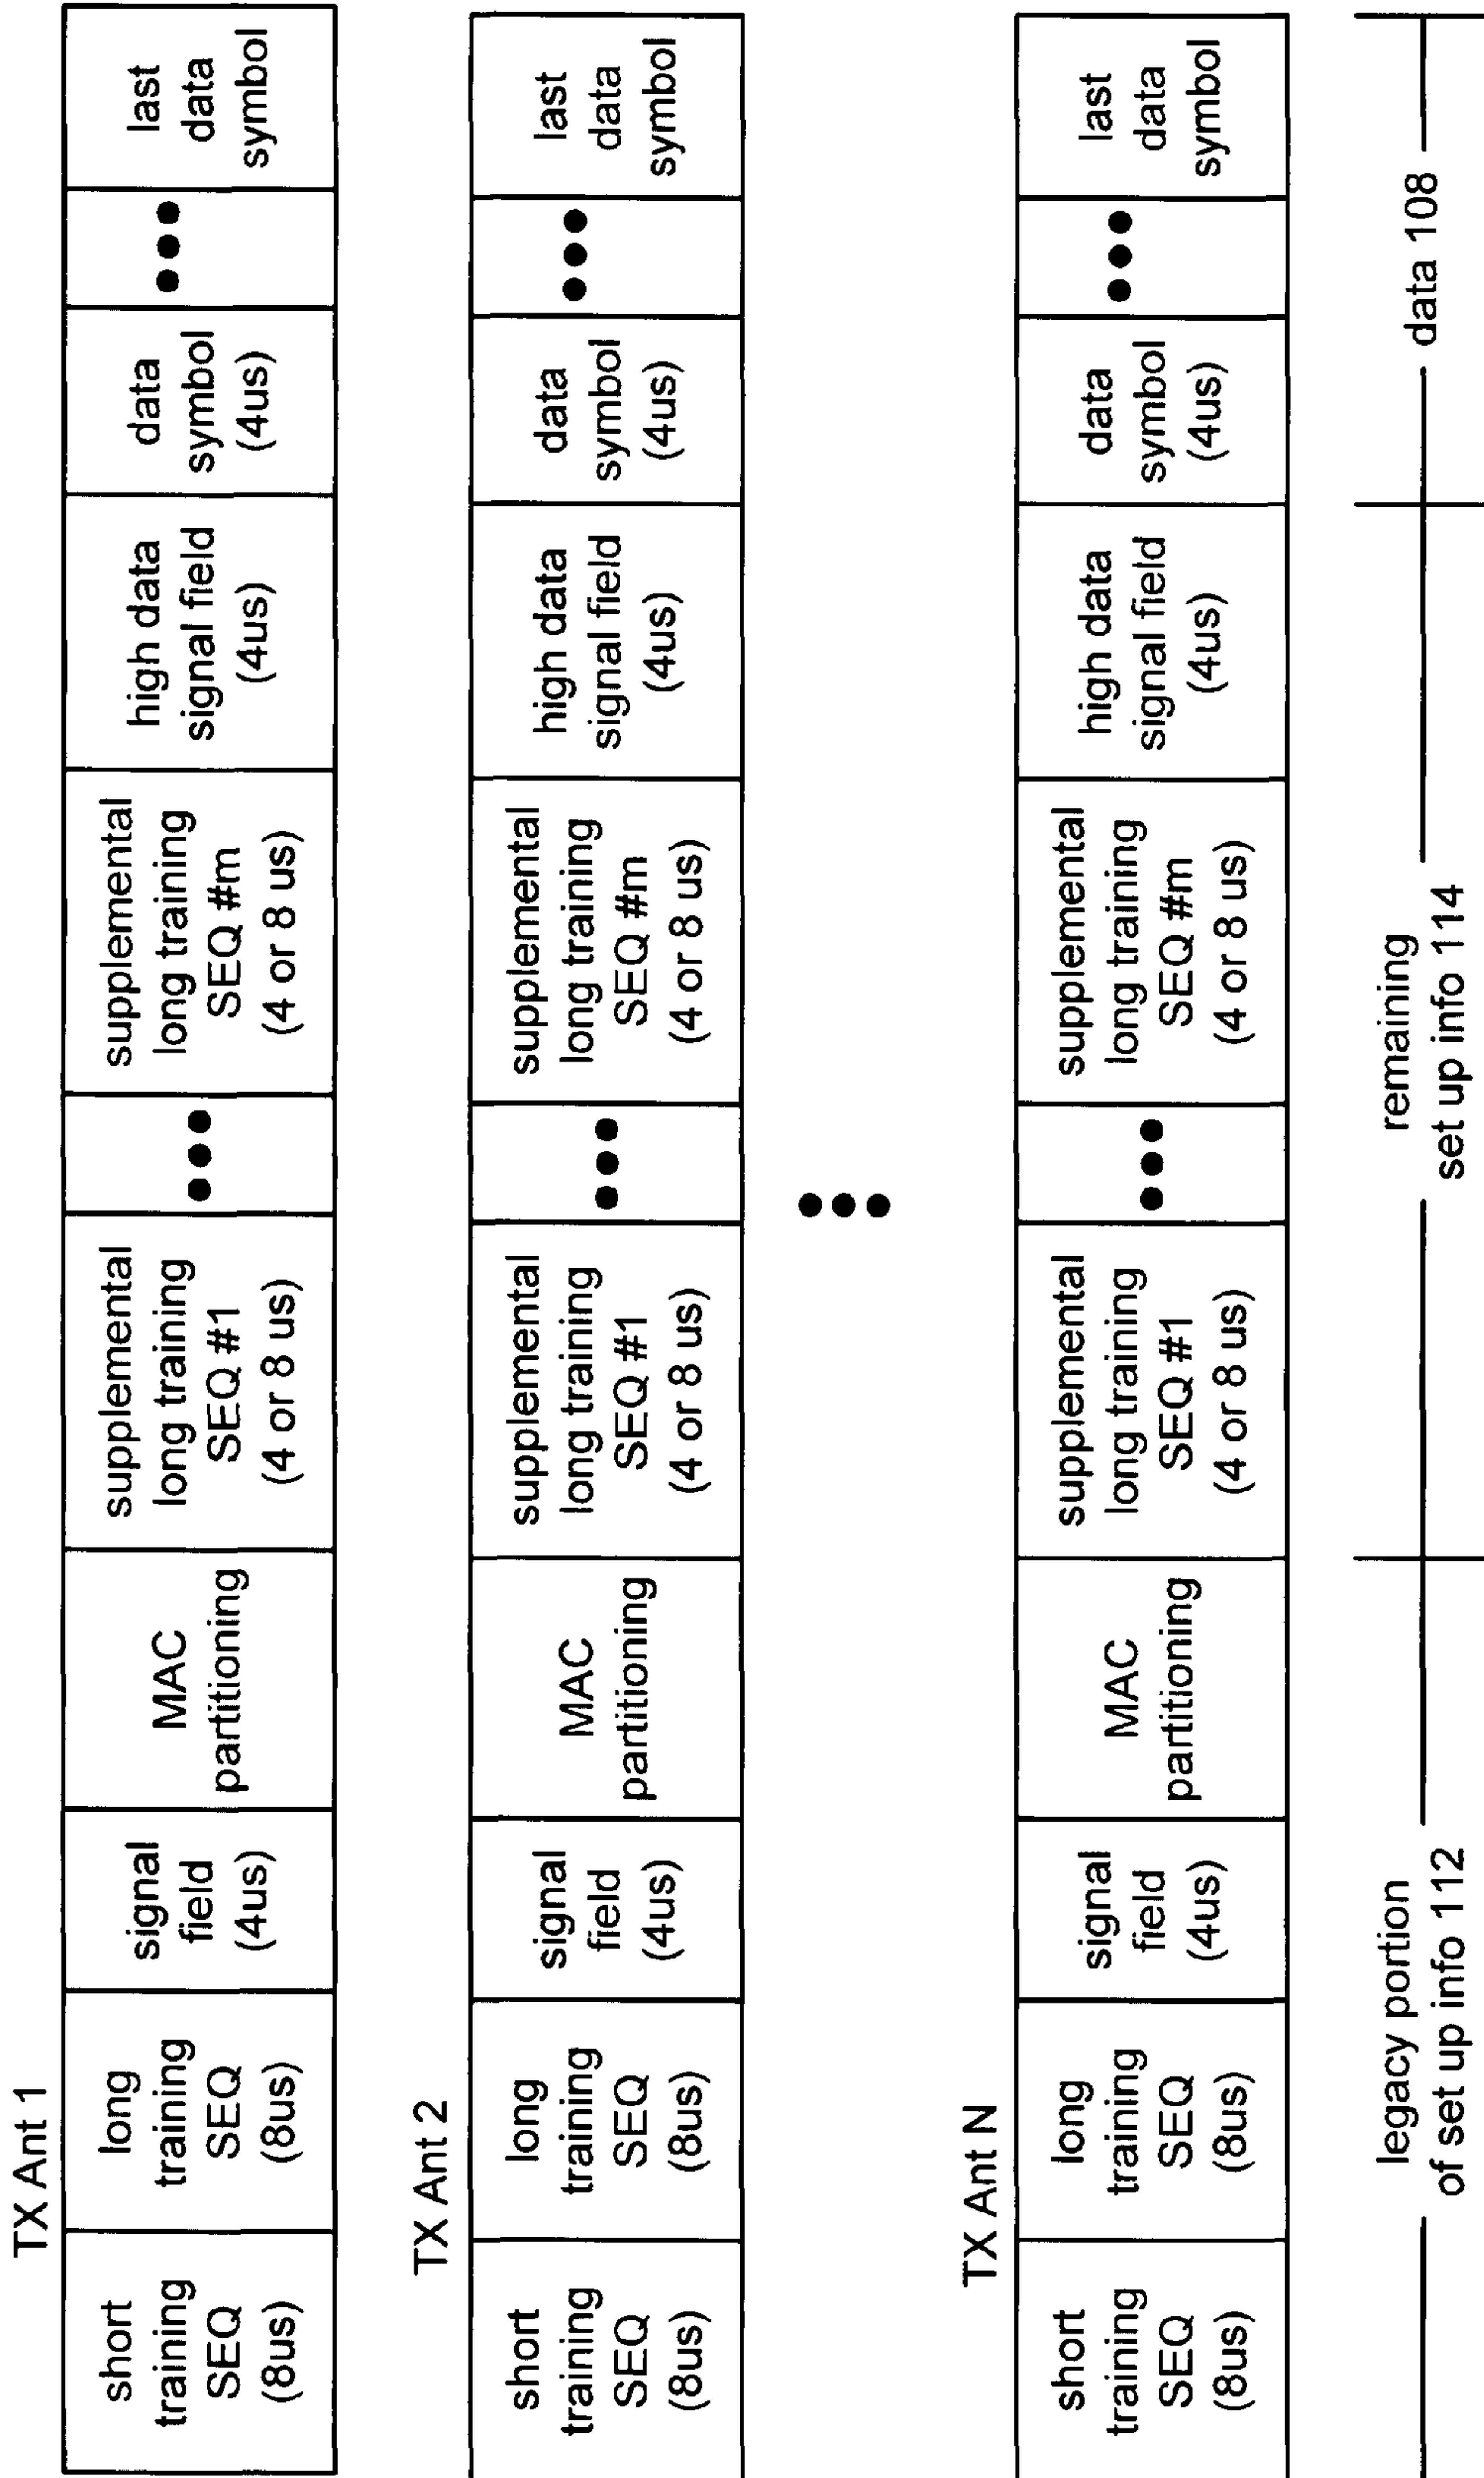 TX Ant 1
short
training
SEQ
(8us)
long
training
SEQ
(8us)
signal
field
(4us)
MAC
partitioning
supplemental
long training
SEQ #1
(4 or 8 us)
supplemental
long training
SEQ #m
(4 or 8 us)
high data
signal field
(4us)
data
symbol
(4us)
last
data
symbol
TX Ant 2
short
training
SEQ
(8us)
long
training
SEQ
(8us)
signal
field
(4us)
MAC
partitioning
supplemental
long training
SEQ #1
(4 or 8 us)
supplemental
long training
SEQ #m
(4 or 8 us)
high data
signal field
(4us)
data
symbol
(4us)
last
data
symbol
TX Ant N
short
training
SEQ
(8us)
long
training
SEQ
(8us)
signal
field
(4us)
MAC
partitioning
supplemental
long training
SEQ #1
(4 or 8 us)
supplemental
long training
SEQ #m
(4 or 8 us)
high data
signal field
(4us)
data
symbol
(4us)
last
data
symbol
legacy portion
of set up info 112
remaining
set up info 114
data 108